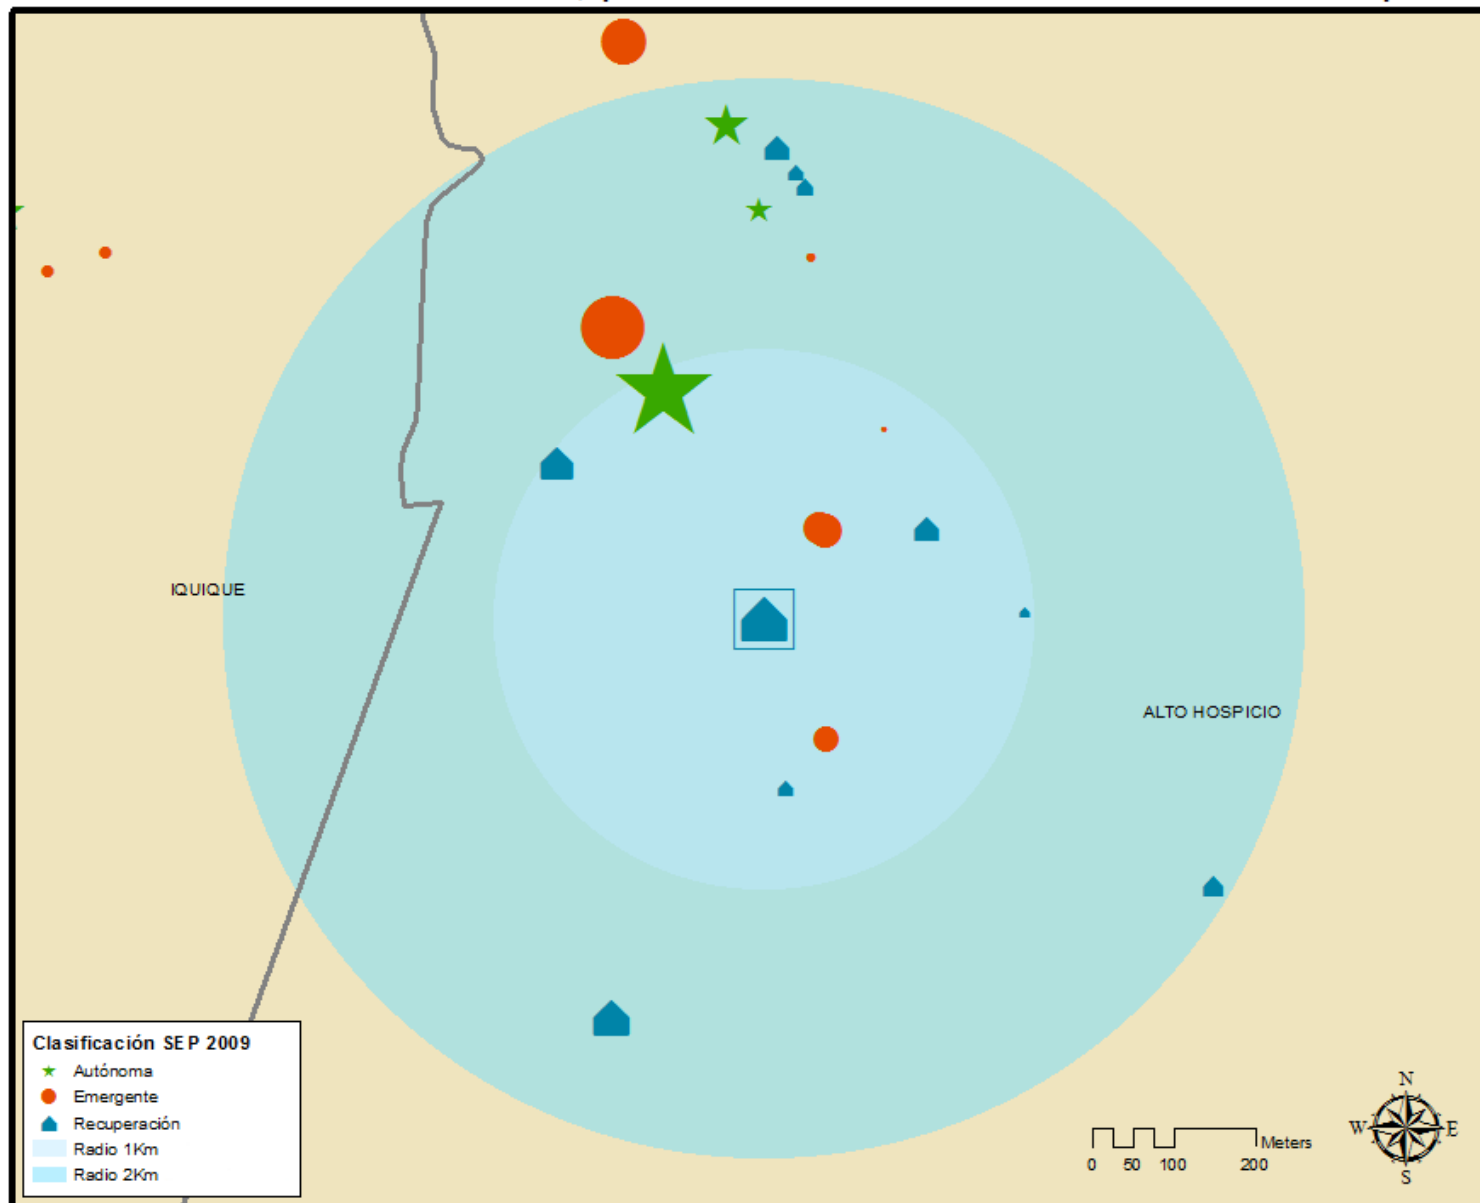 IQUIQUE
ALTO HOSPICIO
Clasificación SEP 2009
Autónoma
Emergente
Recuperación
Radio 1Km
Radio 2Km
N
W E
S
Meters
0 50 100 200